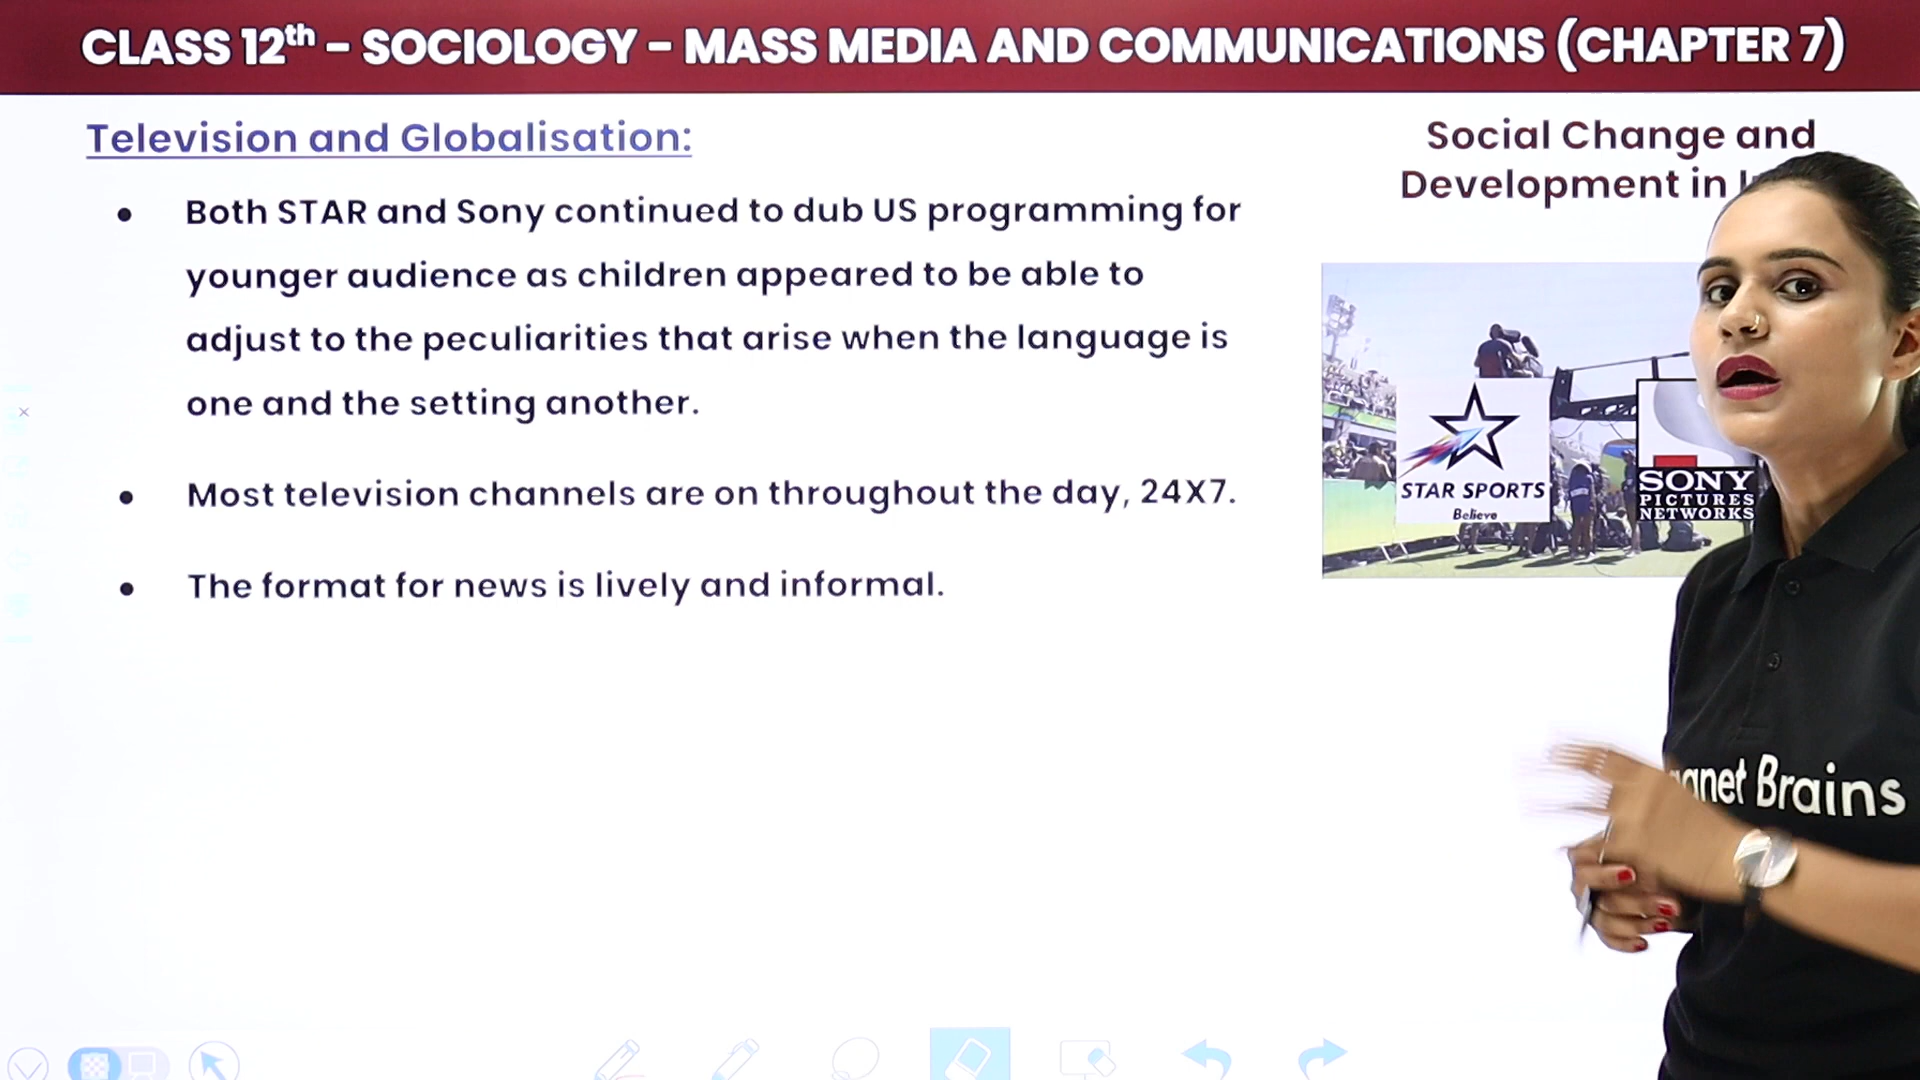 CLASS 12th - SOCIOLOGY - MASS MEDIA AND COMMUNICATIONS (CHAPTER 7)
Television and Globalisation:
Social Change and
Development in
• Both STAR and Sony continued to dub US programming for
younger audience as children appeared to be able to
adjust to the peculiarities that arise when the language is
one and the setting another.
• Most television channels are on throughout the day, 24X7.
• The format for news is lively and informal.
STAR SPORTS
Believe
SONY
PICTURES
NETWORKS
Brains